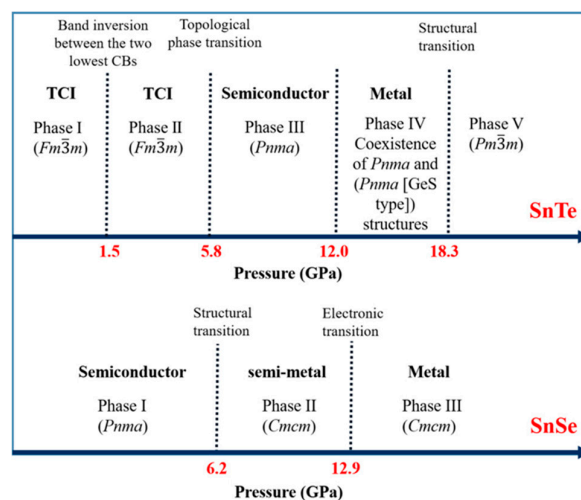 Band inversion
between the two
lowest CBs
Topological
phase transition
Structural
transition
TCI
TCI
Semiconductor
Metal
Phase I
(Fm3̅m)
Phase II
(Fm3̅m)
Phase III
(Pnma)
Phase IV
Coexistence
of Pnma and
(Pnma [GeS
type])
structures
Phase V
(Pm3̅m)
SnTe
1.5
5.8
12.0
18.3
Pressure (GPa)
Structural
transition
Electronic
transition
Semiconductor
semi-metal
Metal
Phase I
(Pnma)
Phase II
(Cmcm)
Phase III
(Cmcm)
SnSe
6.2
12.9
Pressure (GPa)